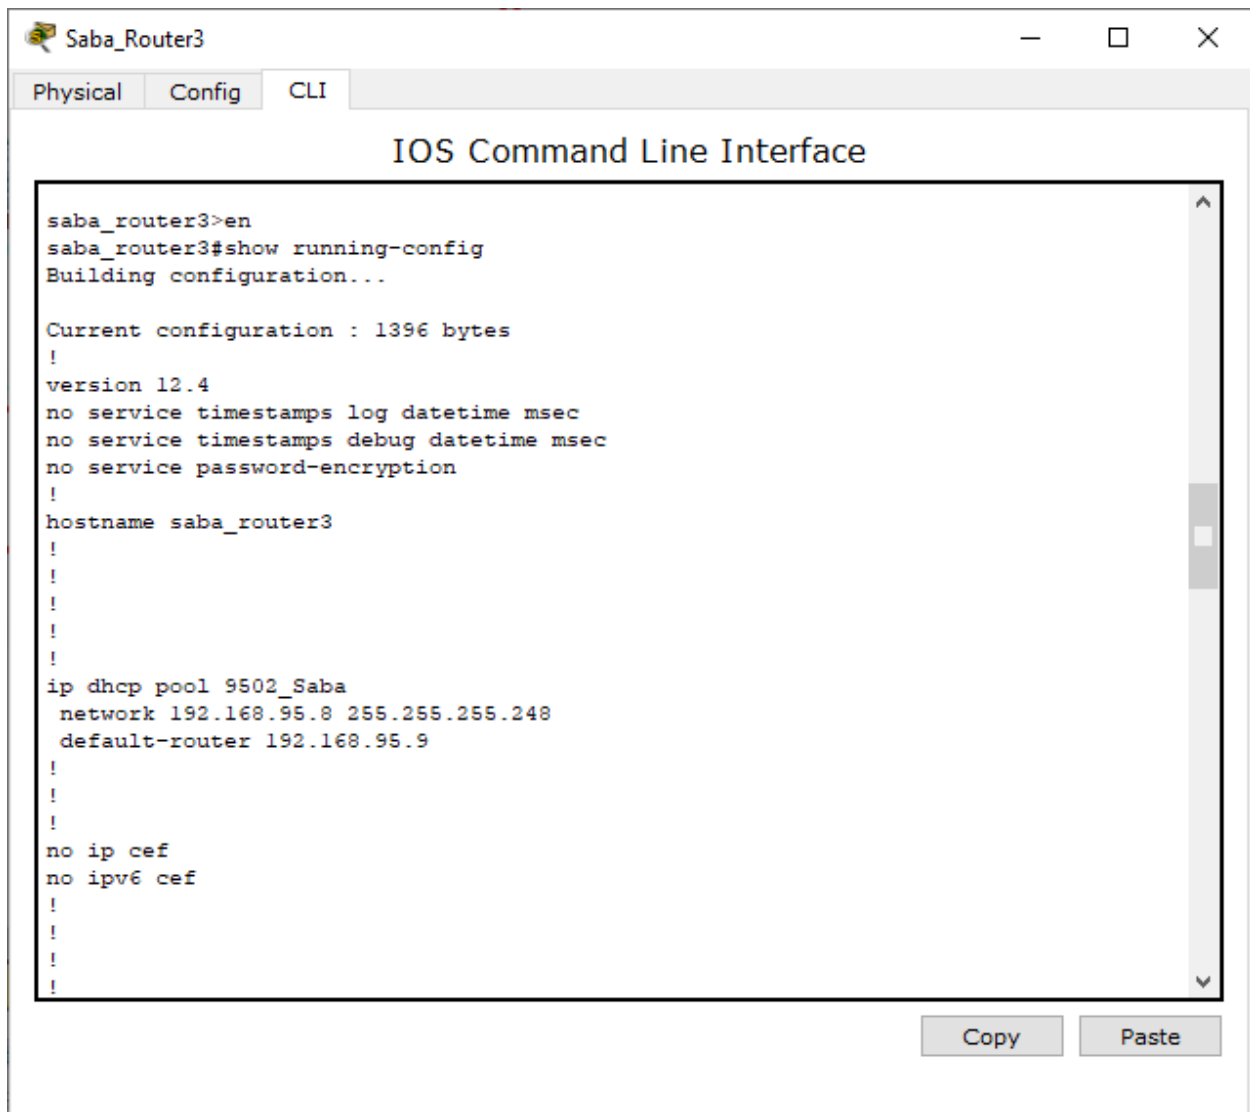 Saba_Router3
Physical Config CLI
IOS Command Line Interface
saba_router3>en
saba_router3#show running-config
Building configuration...
Current configuration : 1396 bytes
!
version 12.4
no service timestamps log datetime msec
no service timestamps debug datetime msec
no service password-encryption
!
hostname saba_router3
!
!
!
!
!
ip dhcp pool 9502_Saba
 network 192.168.95.8 255.255.255.248
 default-router 192.168.95.9
!
!
!
no ip cef
no ipv6 cef
!
!
!
!
Copy Paste